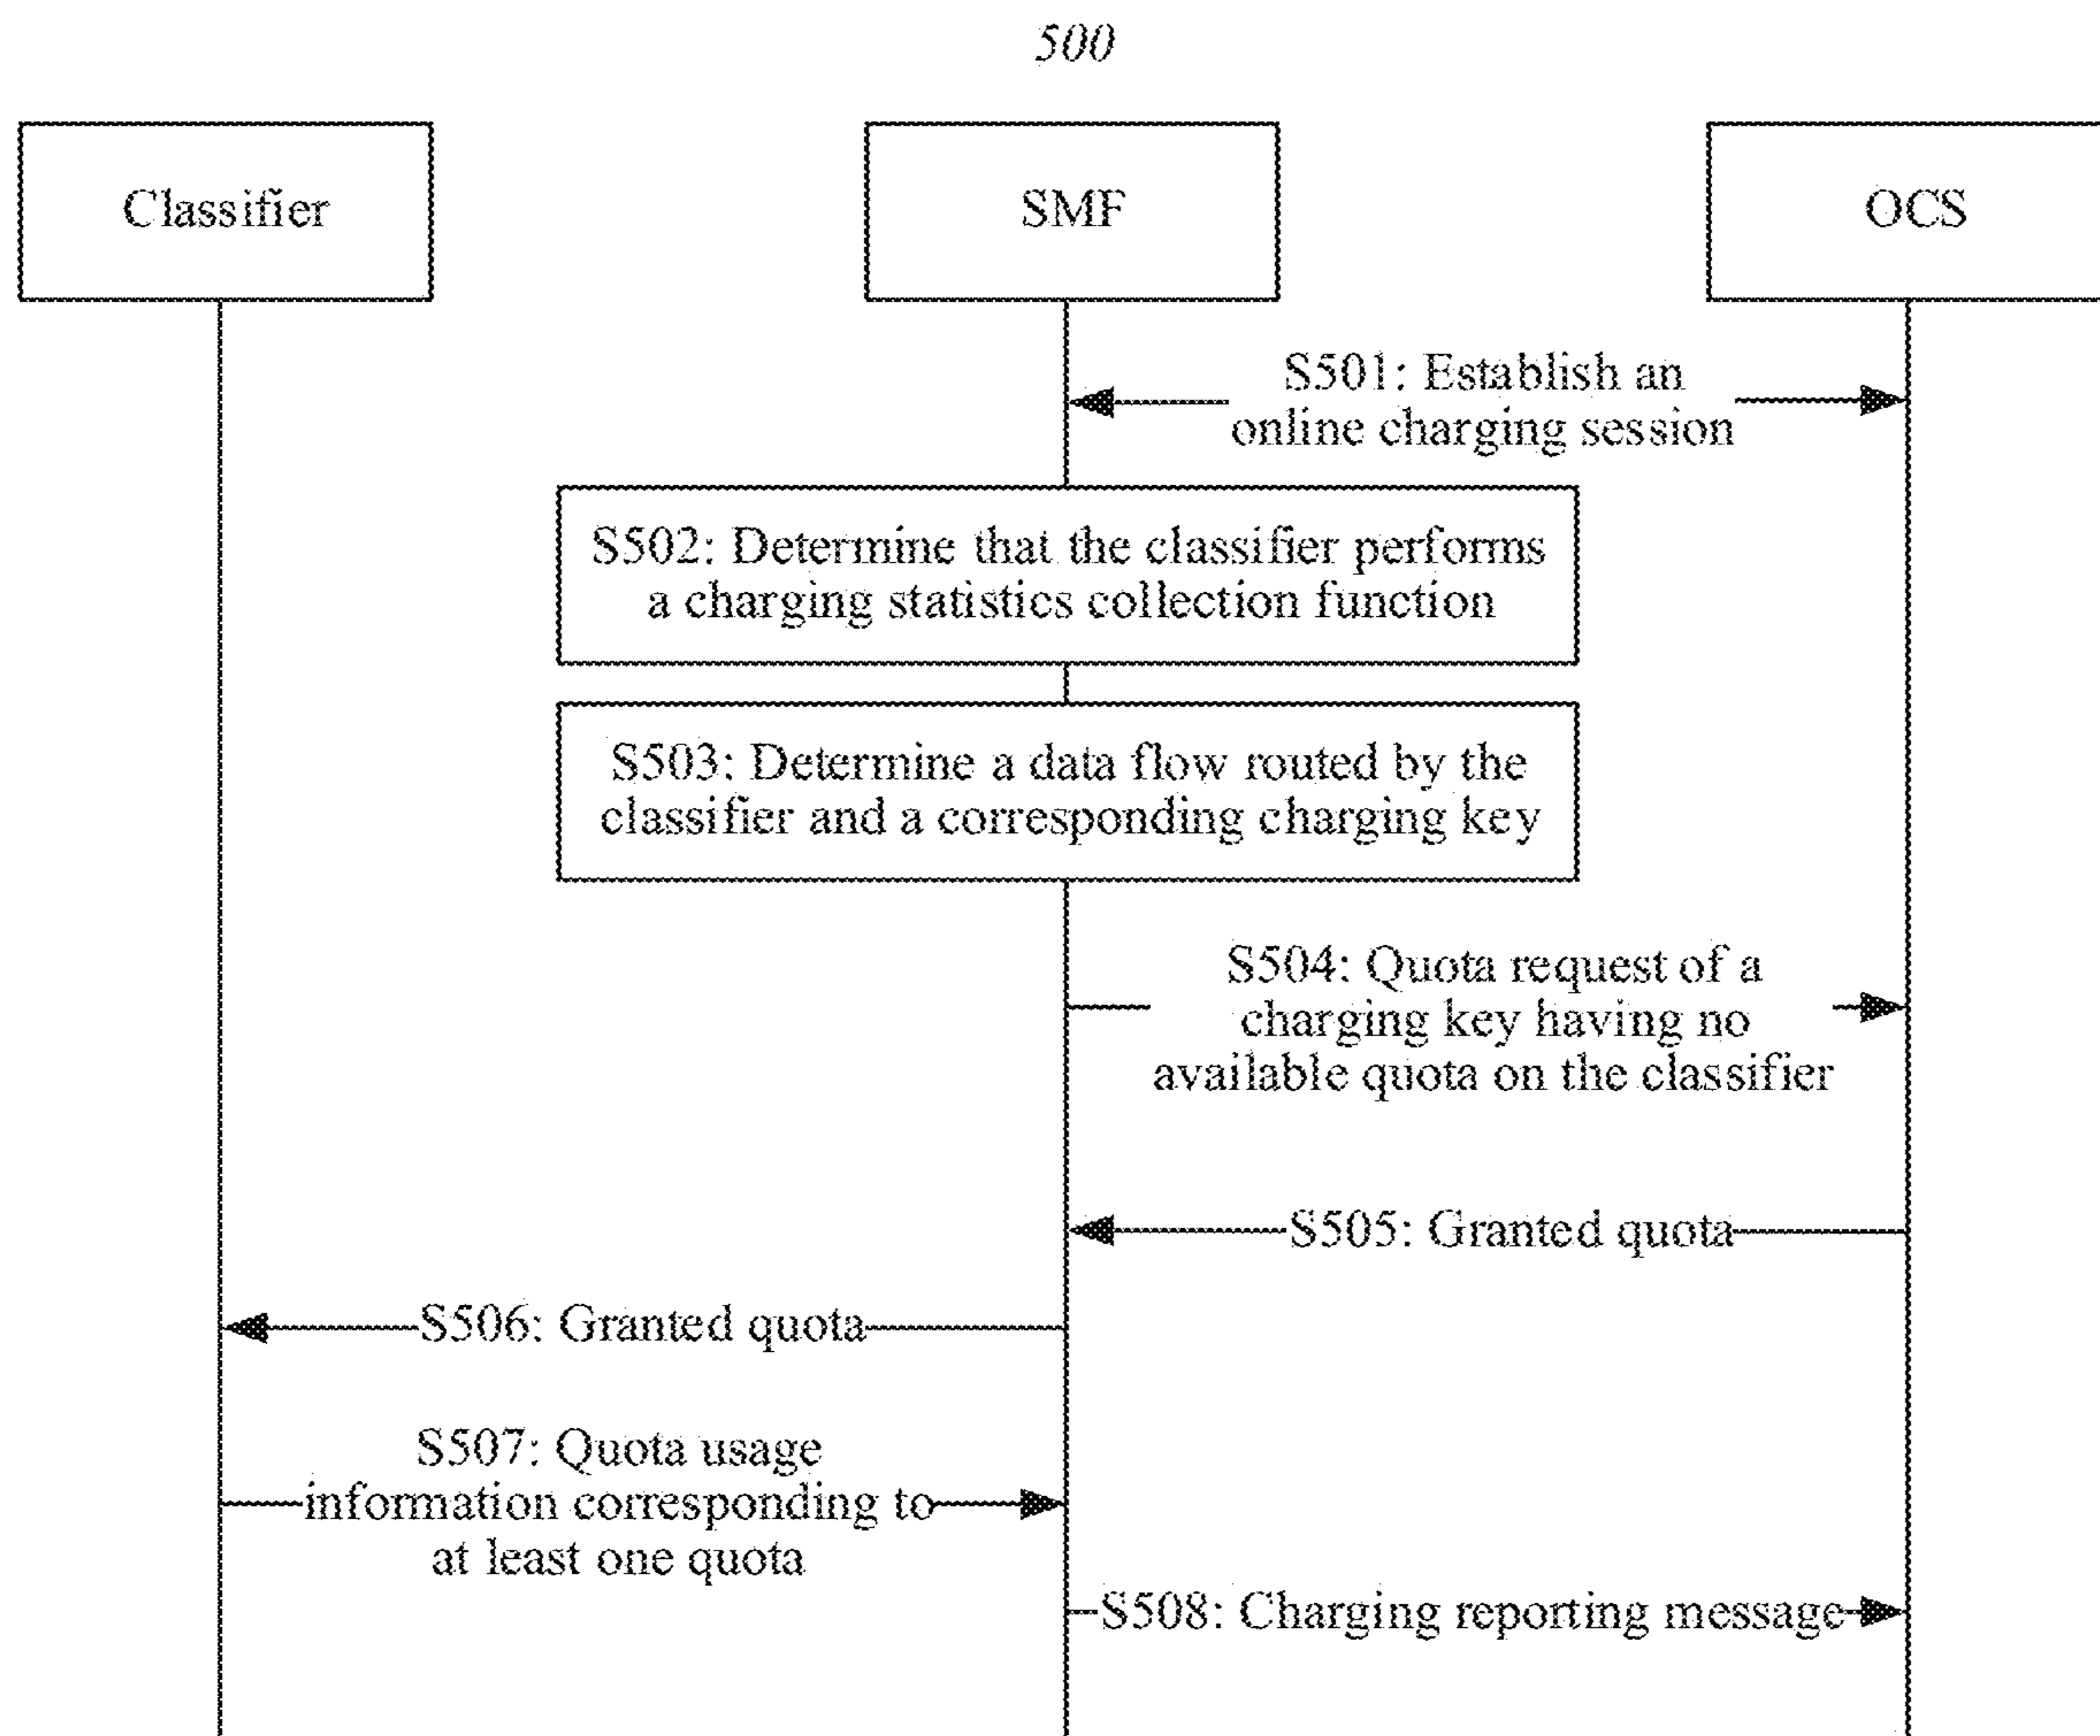 500
Classifier
SMF
OCS
S501: Establish an
online charging session
S502: Determine that the classifier performs
a charging statistics collection function
S503: Determine a data flow routed by the
classifier and a corresponding charging key
S504: Quota request of a
charging key having no
available quota on the classifier
S505: Granted quota
S506: Granted quota
S507: Quota usage
information corresponding to
at least one quota
S508: Charging reporting message